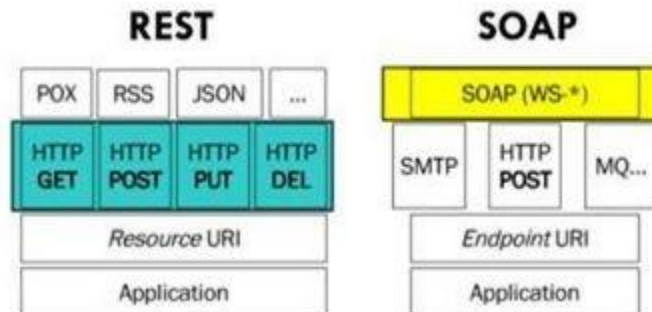 REST
POX RSS JSON ...
HTTP GET HTTP POST HTTP PUT HTTP DEL
Resource URI
Application
SOAP
SOAP (WS-*)
SMTP HTTP POST MQ...
Endpoint URI
Application